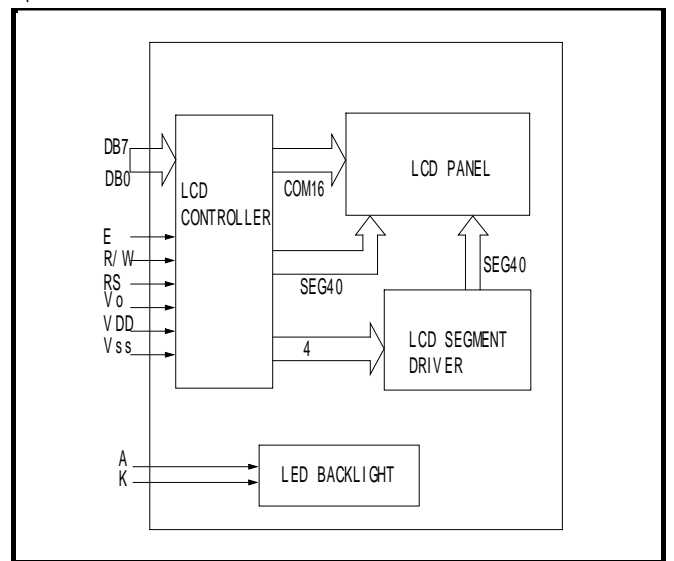 DB7
DB0
E
R/W
RS
Vo
VDD
Vss
LCD
CONTROLLER
COM16
LCD PANEL
SEG40
SEG40
4
LCD SEGMENT
DRIVER
A
K
LED BACKLIGHT